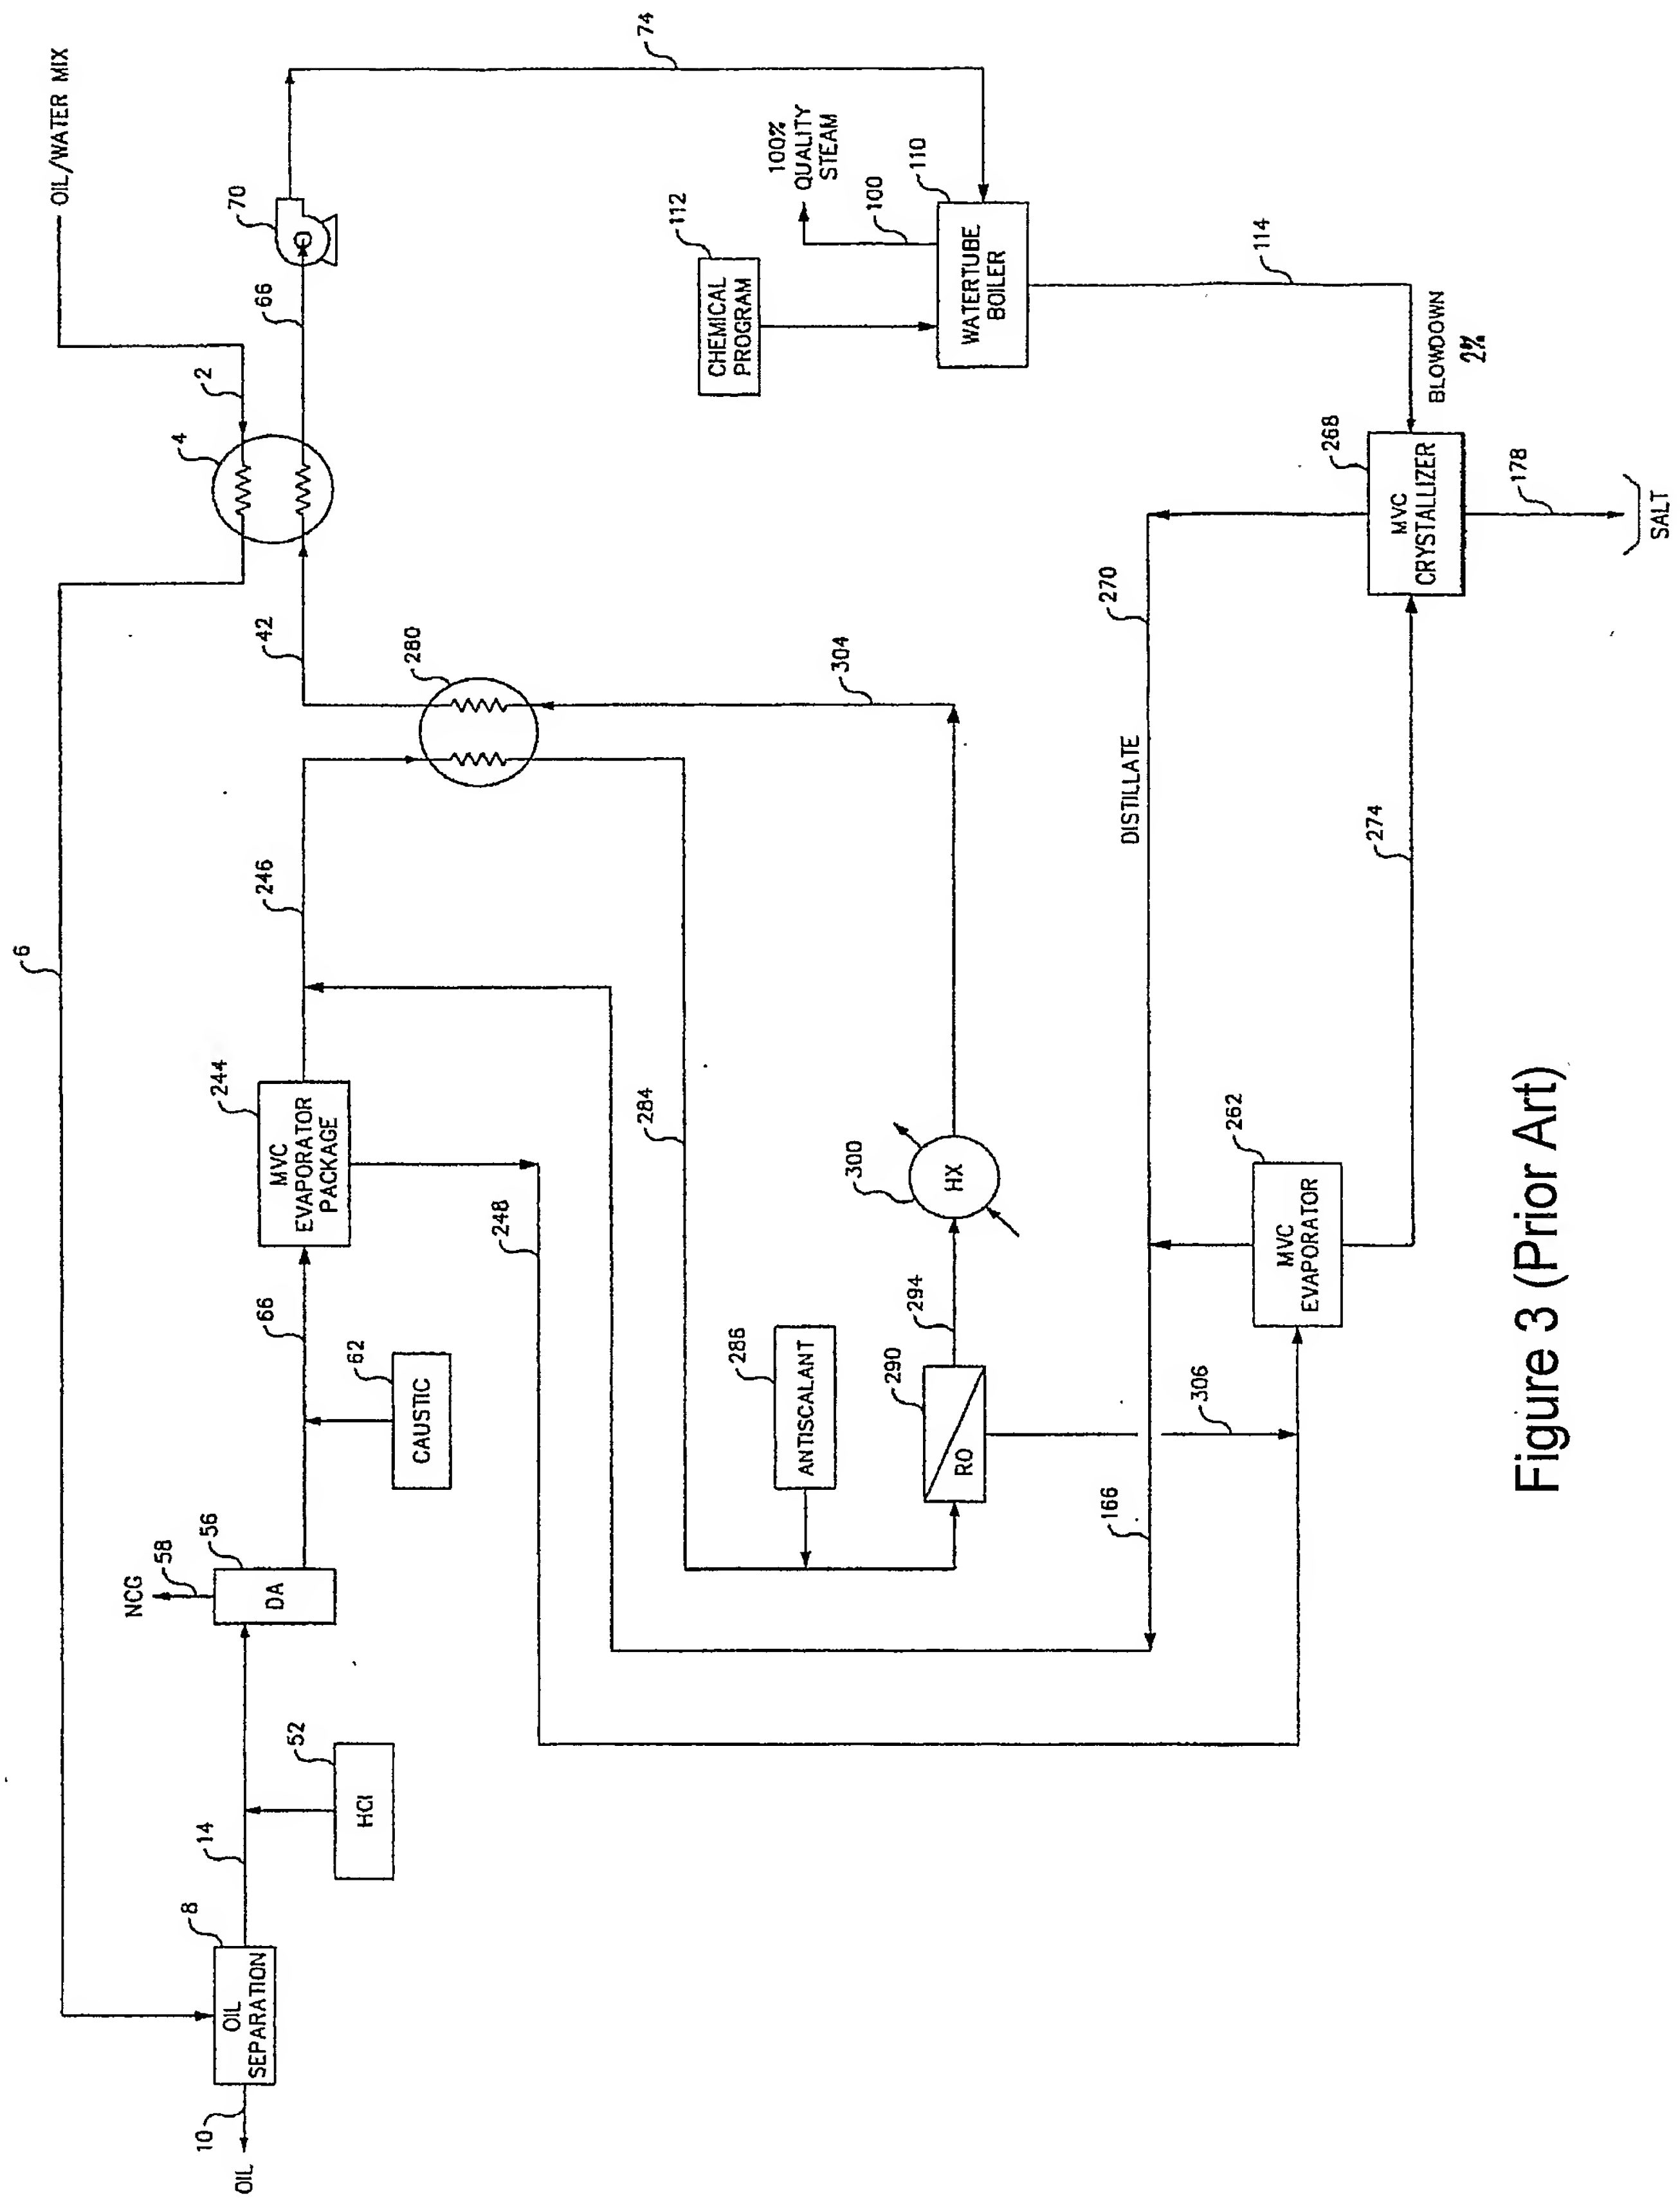 OIL/WATER MIX
6
2
4
66
70
74
42
OIL
10
8
OIL
SEPARATION
14
52
HCl
NCG
58
56
DA
66
62
CAUSTIC
244
MVC
EVAPORATOR
PACKAGE
246
248
280
284
286
ANTISCALANT
290
RO
294
300
HX
304
306
112
CHEMICAL
PROGRAM
100%
QUALITY
STEAM
100
110
WATERTUBE
BOILER
114
BLOWDOWN
2%
166
DISTILLATE
270
262
MVC
EVAPORATOR
274
268
MVC
CRYSTALLIZER
178
SALT
Figure 3 (Prior Art)